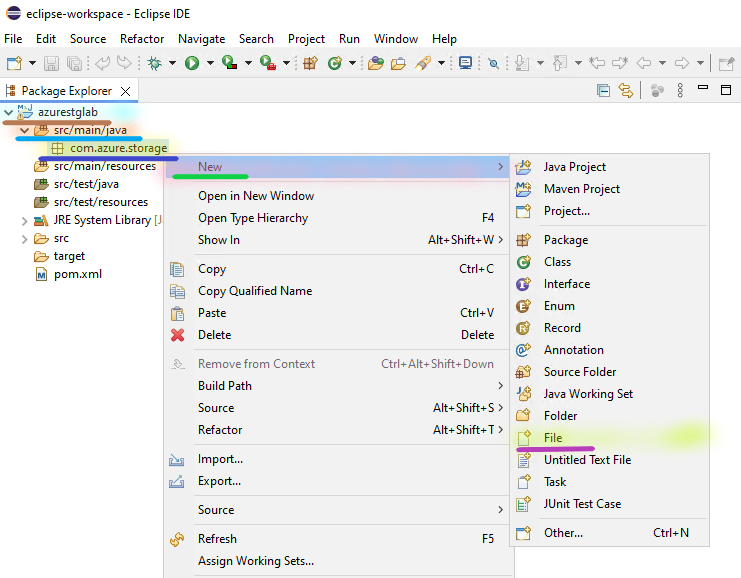 eclipse-workspace - Eclipse IDE
File Edit Source Refactor Navigate Search Project Run Window Help
Package Explorer
azurestglab
src/main/java
com.azure.storage
src/main/resources
src/test/java
src/test/resources
JRE System Library [J
src
target
pom.xml
New
Open in New Window
Open Type Hierarchy F4
Show In Alt+Shift+W
Copy Ctrl+C
Copy Qualified Name
Paste Ctrl+V
Delete Delete
Remove from Context Ctrl+Alt+Shift+Down
Build Path
Source Alt+Shift+S
Refactor Alt+Shift+T
Import...
Export...
Source
Refresh F5
Assign Working Sets...
Java Project
Maven Project
Project...
Package
Class
Interface
Enum
Record
Annotation
Source Folder
Java Working Set
Folder
File
Untitled Text File
Task
JUnit Test Case
Other... Ctrl+N